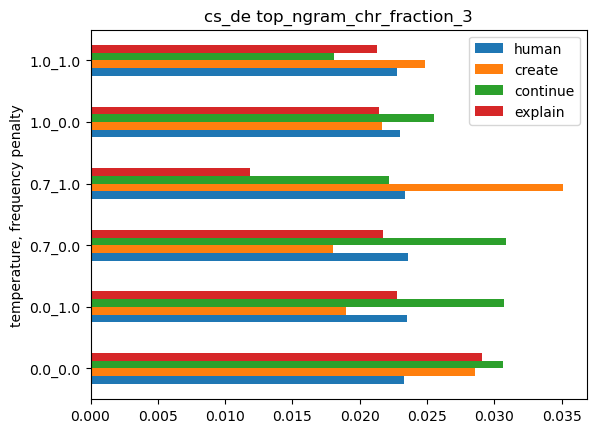 cs_de top_ngram_chr_fraction_3
human
create
continue
explain
temperature, frequency penalty
1.0_1.0
1.0_0.0
0.7_1.0
0.7_0.0
0.0_1.0
0.0_0.0
0.000 0.005 0.010 0.015 0.020 0.025 0.030 0.035